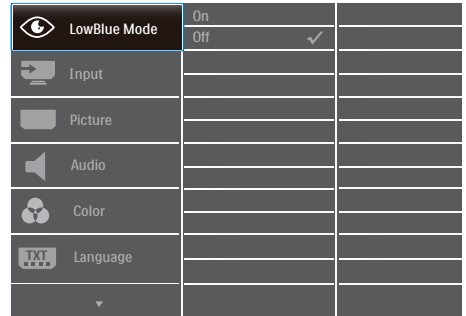 LowBlue Mode
On
Off
Input
Picture
Audio
Color
TXT
Language